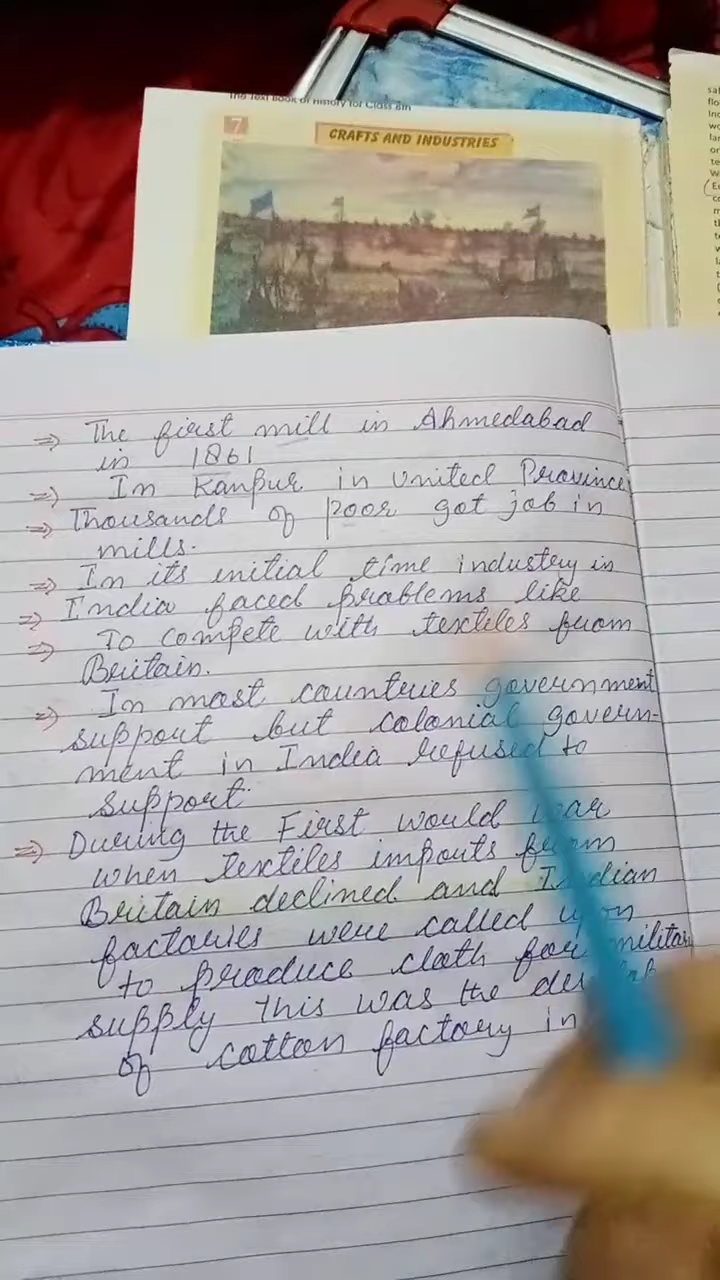 The Text Book of History for Class 8th
7
CRAFTS AND INDUSTRIES
⇒ The first mill in Ahmedabad
in 1861
⇒ In Kanpur in United Province
⇒ Thousands of poor got job in
mills.
⇒ In its initial time industry in
⇒ India faced problems like
⇒ To compete with textiles from
Britain.
⇒ In most countries government
support but colonial govern-
ment in India refused to
support.
⇒ During the First would war
when textiles imports from
Britain declined and Indian
factories were called upon
to produce cloth for
supply This was the
of cotton factory in